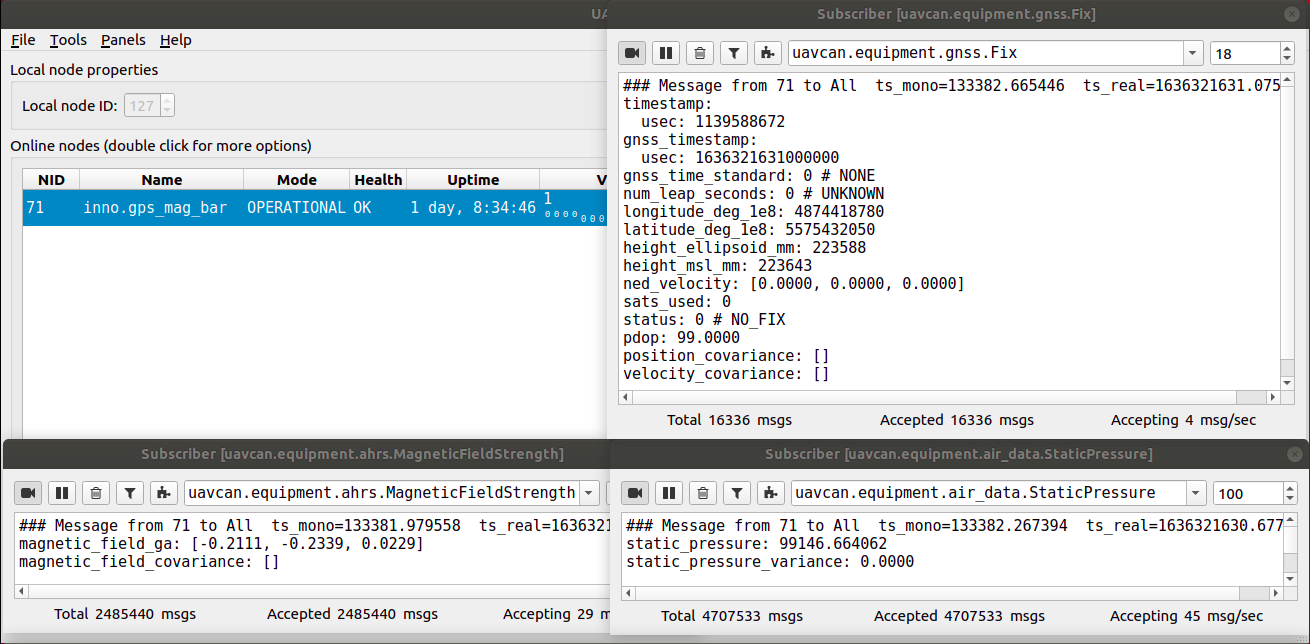 UA
File Tools Panels Help
Local node properties
Local node ID: 127
Online nodes (double click for more options)
NID Name Mode Health Uptime V
71 inno.gps_mag_bar OPERATIONAL OK 1 day, 8:34:46 1
0000000
Subscriber [uavcan.equipment.gnss.Fix]
uavcan.equipment.gnss.Fix 18
### Message from 71 to All ts_mono=133382.665446 ts_real=1636321631.075
timestamp:
usec: 1139588672
gnss_timestamp:
usec: 1636321631000000
gnss_time_standard: 0 # NONE
num_leap_seconds: 0 # UNKNOWN
longitude_deg_1e8: 4874418780
latitude_deg_1e8: 5575432050
height_ellipsoid_mm: 223588
height_msl_mm: 223643
ned_velocity: [0.0000, 0.0000, 0.0000]
sats_used: 0
status: 0 # NO_FIX
pdop: 99.0000
position_covariance: []
velocity_covariance: []
Total 16336 msgs Accepted 16336 msgs Accepting 4 msg/sec
Subscriber [uavcan.equipment.ahrs.MagneticFieldStrength]
uavcan.equipment.ahrs.MagneticFieldStrength
### Message from 71 to All ts_mono=133381.979558 ts_real=1636321
magnetic_field_ga: [-0.2111, -0.2339, 0.0229]
magnetic_field_covariance: []
Total 2485440 msgs Accepted 2485440 msgs Accepting 29 m
Subscriber [uavcan.equipment.air_data.StaticPressure]
uavcan.equipment.air_data.StaticPressure 100
### Message from 71 to All ts_mono=133382.267394 ts_real=1636321630.677
static_pressure: 99146.664062
static_pressure_variance: 0.0000
Total 4707533 msgs Accepted 4707533 msgs Accepting 45 msg/sec